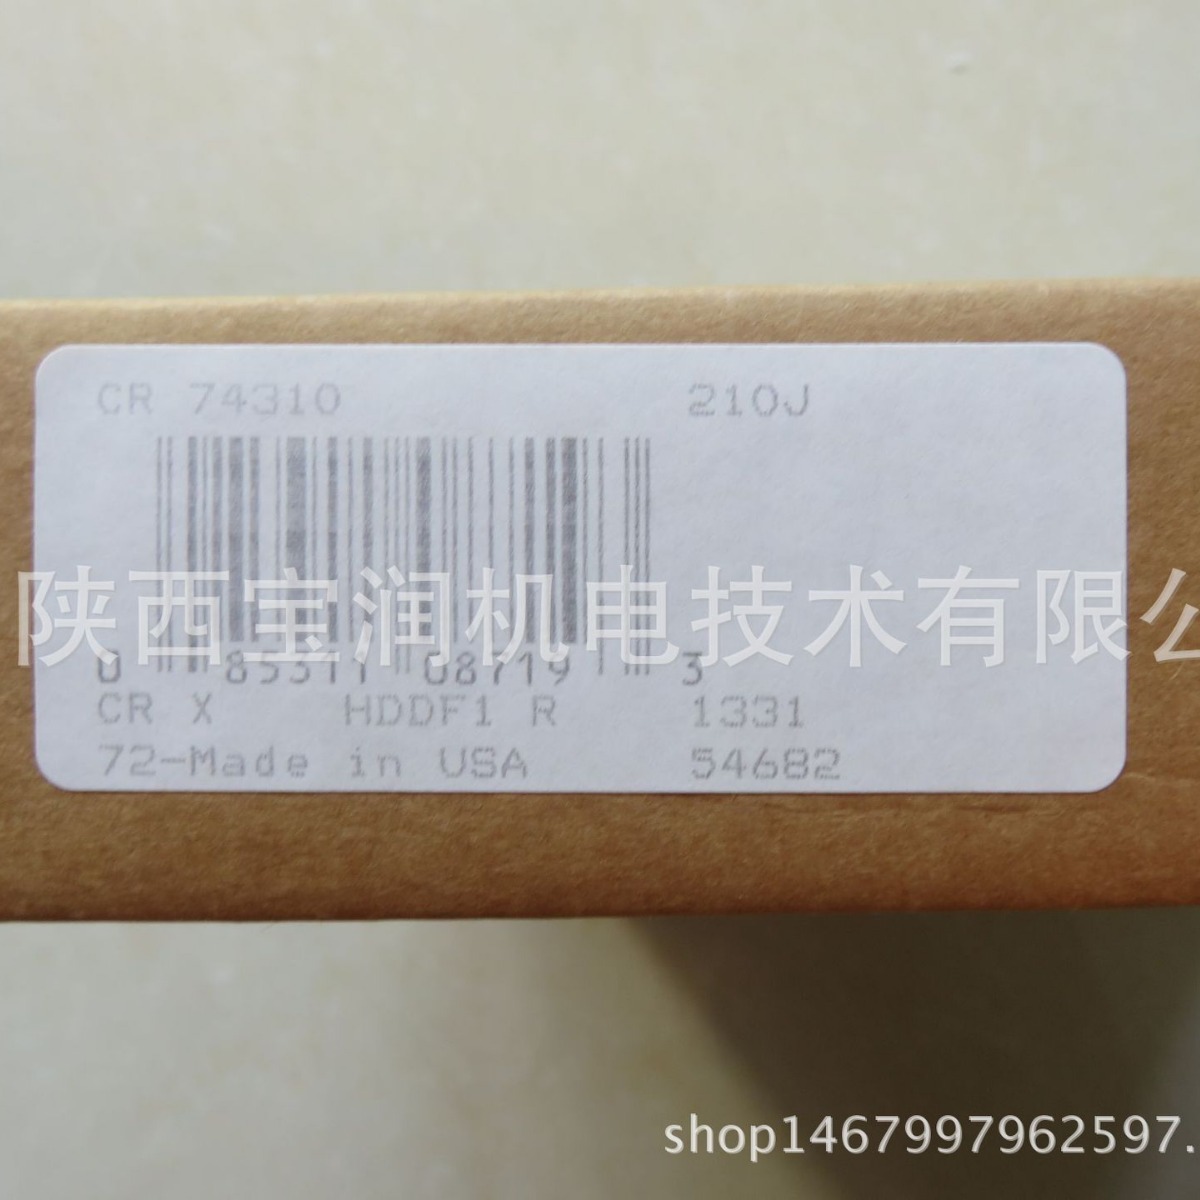 CR 74310 210J
陕西宝润机电技术有限公
0 85311 08719 3
CR X HDDF1 R 1331
72-Made in USA 54682
shop1467997962597.